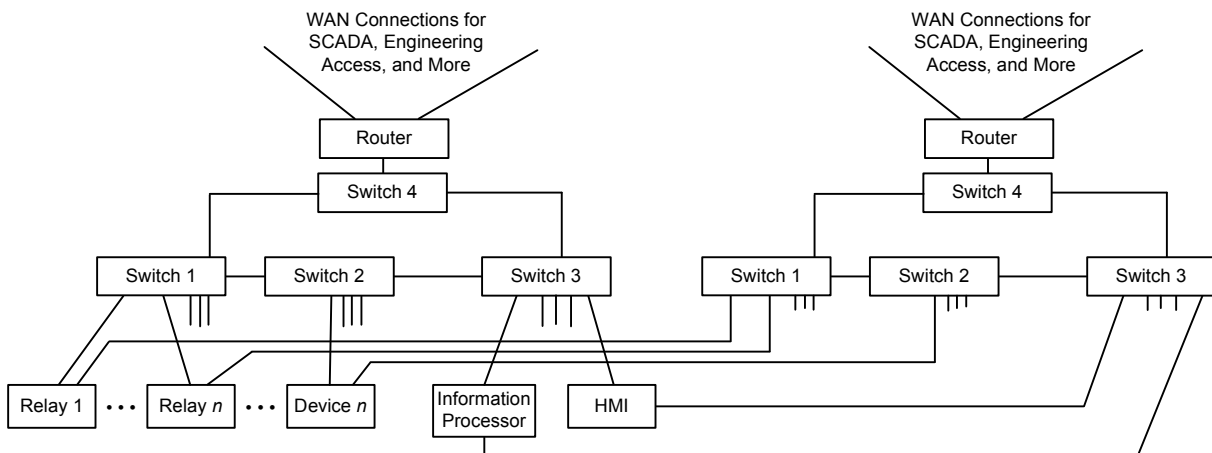 WAN Connections for
SCADA, Engineering
Access, and More
WAN Connections for
SCADA, Engineering
Access, and More
Router
Router
Switch 4
Switch 4
Switch 1
Switch 2
Switch 3
Switch 1
Switch 2
Switch 3
Relay 1
Relay n
Device n
Information
Processor
HMI